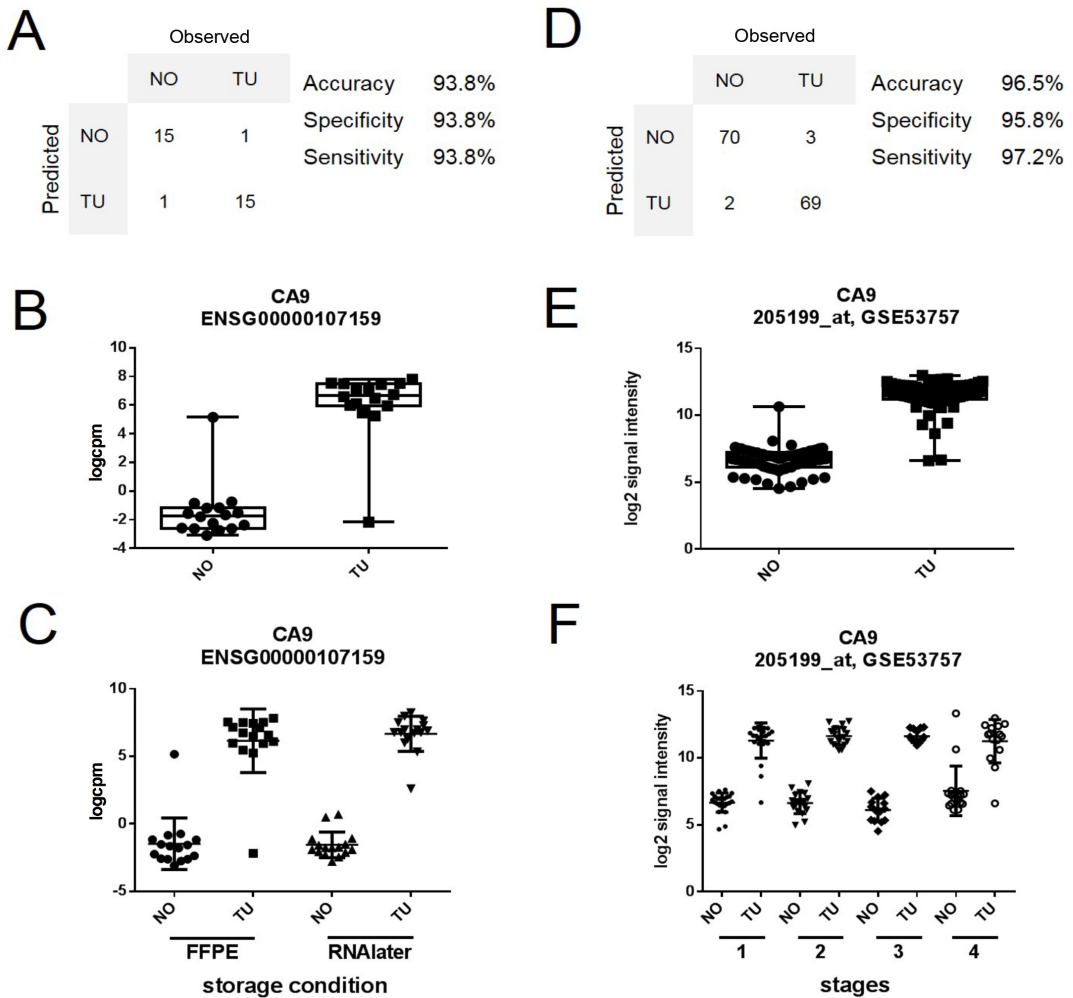 A
Observed
NO TU
Accuracy 93.8%
Specificity 93.8%
Sensitivity 93.8%
Predicted
NO 15 1
TU 1 15
D
Observed
NO TU
Accuracy 96.5%
Specificity 95.8%
Sensitivity 97.2%
Predicted
NO 70 3
TU 2 69
B
CA9
ENSG00000107159
logcpm
10
8
6
4
2
0
-2
-4
NO TU
E
CA9
205199_at, GSE53757
log2 signal intensity
15
10
5
0
NO TU
C
CA9
ENSG00000107159
logcpm
10
5
0
-5
NO TU NO TU
FFPE RNAlater
storage condition
F
CA9
205199_at, GSE53757
log2 signal intensity
15
10
5
0
NO TU NO TU NO TU NO TU
1 2 3 4
stages